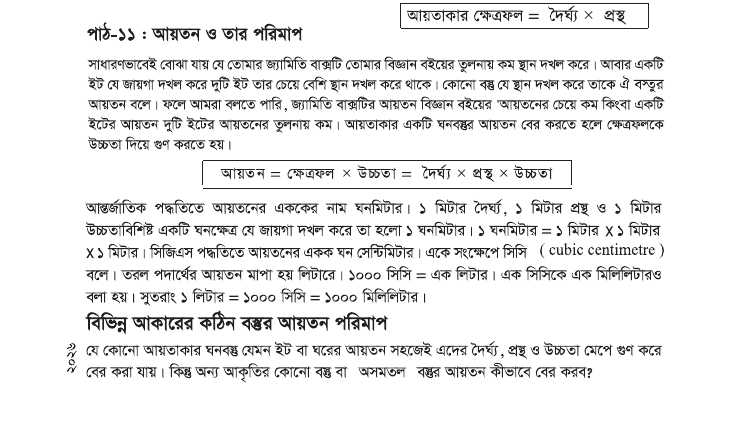 আয়তাকার ক্ষেত্রফল = দৈর্ঘ্য × প্রস্থ
পাঠ-১১ : আয়তন ও তার পরিমাপ
সাধারণভাবেই বোঝা যায় যে তোমার জ্যামিতি বাক্সটি তোমার বিজ্ঞান বইয়ের তুলনায় কম স্থান দখল করে। আবার একটি
ইট যে জায়গা দখল করে দুটি ইট তার চেয়ে বেশি স্থান দখল করে থাকে। কোনো বস্তু যে স্থান দখল করে তাকে ঐ বস্তুর
আয়তন বলে। ফলে আমরা বলতে পারি, জ্যামিতি বাক্সটির আয়তন বিজ্ঞান বইয়ের 'আয়তনের চেয়ে কম কিংবা একটি
ইটের আয়তন দুটি ইটের আয়তনের তুলনায় কম। আয়তাকার একটি ঘনবস্তুর আয়তন বের করতে হলে ক্ষেত্রফলকে
উচ্চতা দিয়ে গুণ করতে হয়।
আয়তন = ক্ষেত্রফল × উচ্চতা = দৈর্ঘ্য × প্রস্থ × উচ্চতা
আন্তর্জাতিক পদ্ধতিতে আয়তনের এককের নাম ঘনমিটার। ১ মিটার দৈর্ঘ্য, ১ মিটার প্রস্থ ও ১ মিটার
উচ্চতাবিশিষ্ট একটি ঘনক্ষেত্র যে জায়গা দখল করে তা হলো ১ ঘনমিটার। ১ ঘনমিটার = ১ মিটার x ১ মিটার
x ১ মিটার। সিজিএস পদ্ধতিতে আয়তনের একক ঘন সেন্টিমিটার। একে সংক্ষেপে সিসি ( cubic centimetre )
বলে। তরল পদার্থের আয়তন মাপা হয় লিটারে। ১০০০ সিসি = এক লিটার। এক সিসিকে এক মিলিলিটারও
বলা হয়। সুতরাং ১ লিটার = ১০০০ সিসি = ১০০০ মিলিলিটার।
বিভিন্ন আকারের কঠিন বস্তুর আয়তন পরিমাপ
যে কোনো আয়তাকার ঘনবস্তু যেমন ইট বা ঘরের আয়তন সহজেই এদের দৈর্ঘ্য, প্রস্থ ও উচ্চতা মেপে গুণ করে
বের করা যায়। কিন্তু অন্য আকৃতির কোনো বস্তু বা অসমতল বস্তুর আয়তন কীভাবে বের করব?
২০২৬